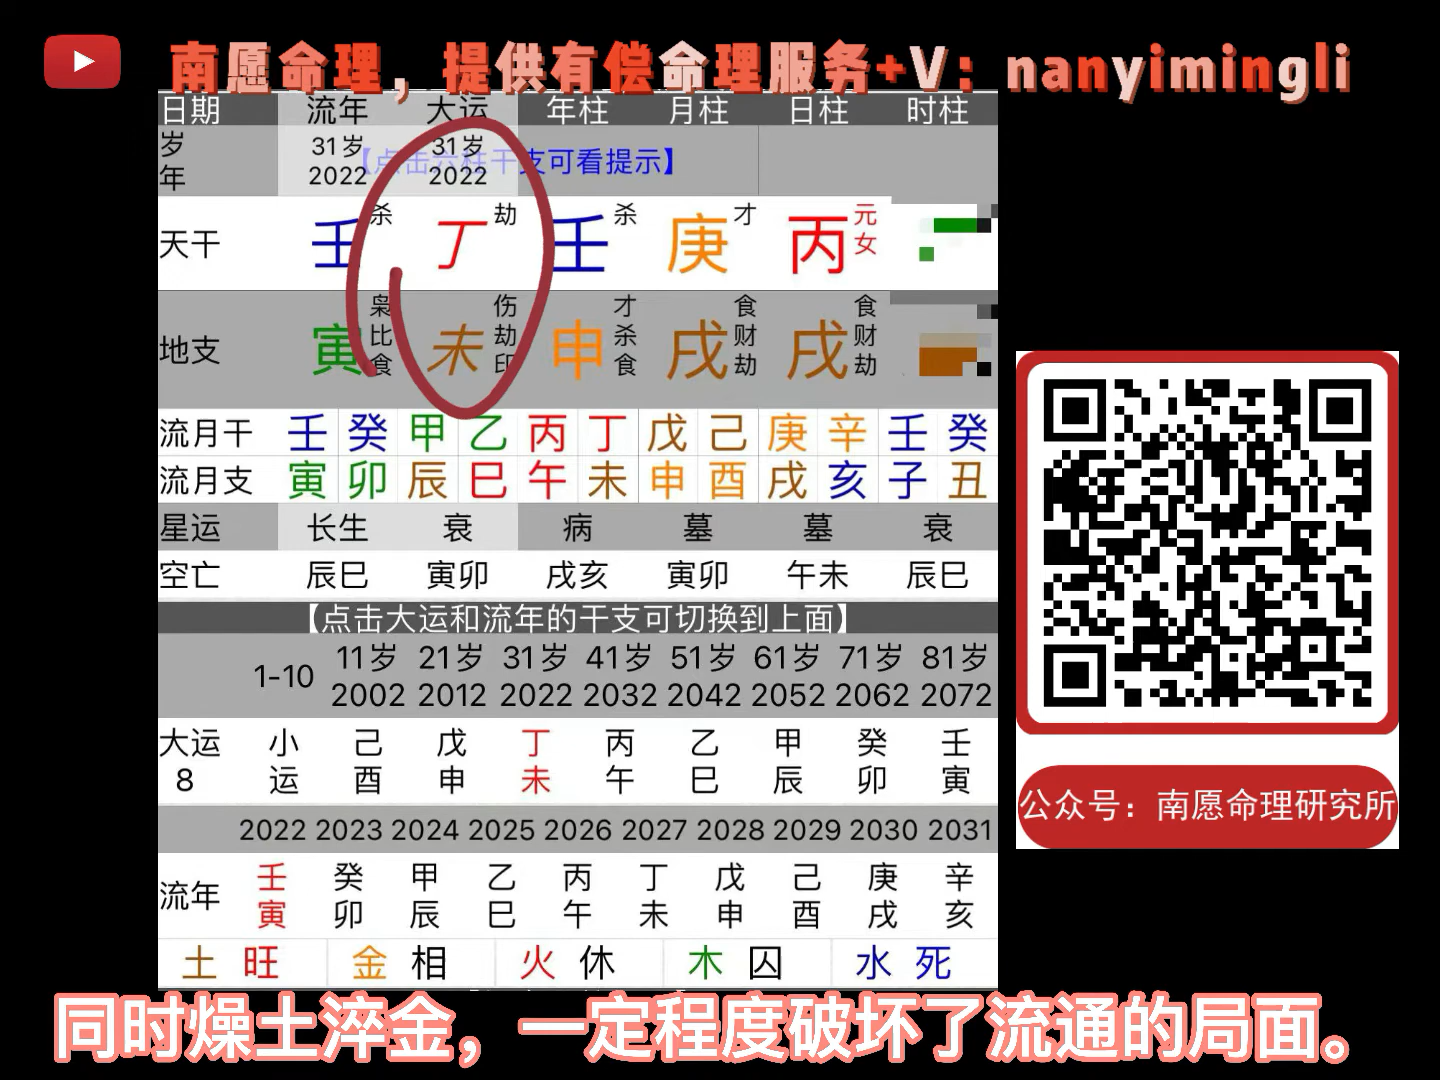 南愿命理，提供有偿命理服务+V：nanyimingli
日期 流年 大运 年柱 月柱 日柱 时柱
岁 31岁 31岁
【点击六柱干支可看提示】
年 2022 2022
天干 壬 杀 丁 劫 壬 杀 庚 才 丙 元女
地支 寅 枭比食 未 伤劫印 申 才杀食 戌 食财劫 戌 食财劫
流月干 壬 癸 甲 乙 丙 丁 戊 己 庚 辛 壬 癸
流月支 寅 卯 辰 巳 午 未 申 酉 戌 亥 子 丑
星运 长生 衰 病 墓 墓 衰
空亡 辰巳 寅卯 戌亥 寅卯 午未 辰巳
【点击大运和流年的干支可切换到上面】
1-10 11岁 21岁 31岁 41岁 51岁 61岁 71岁 81岁
2002 2012 2022 2032 2042 2052 2062 2072
大运 小 己 戊 丁 丙 乙 甲 癸 壬
8 运 酉 申 未 午 巳 辰 卯 寅
2022 2023 2024 2025 2026 2027 2028 2029 2030 2031
流年 壬 癸 甲 乙 丙 丁 戊 己 庚 辛
寅 卯 辰 巳 午 未 申 酉 戌 亥
土 旺 金 相 火 休 木 囚 水 死
公众号：南愿命理研究所
同时燥土淬金，一定程度破坏了流通的局面。